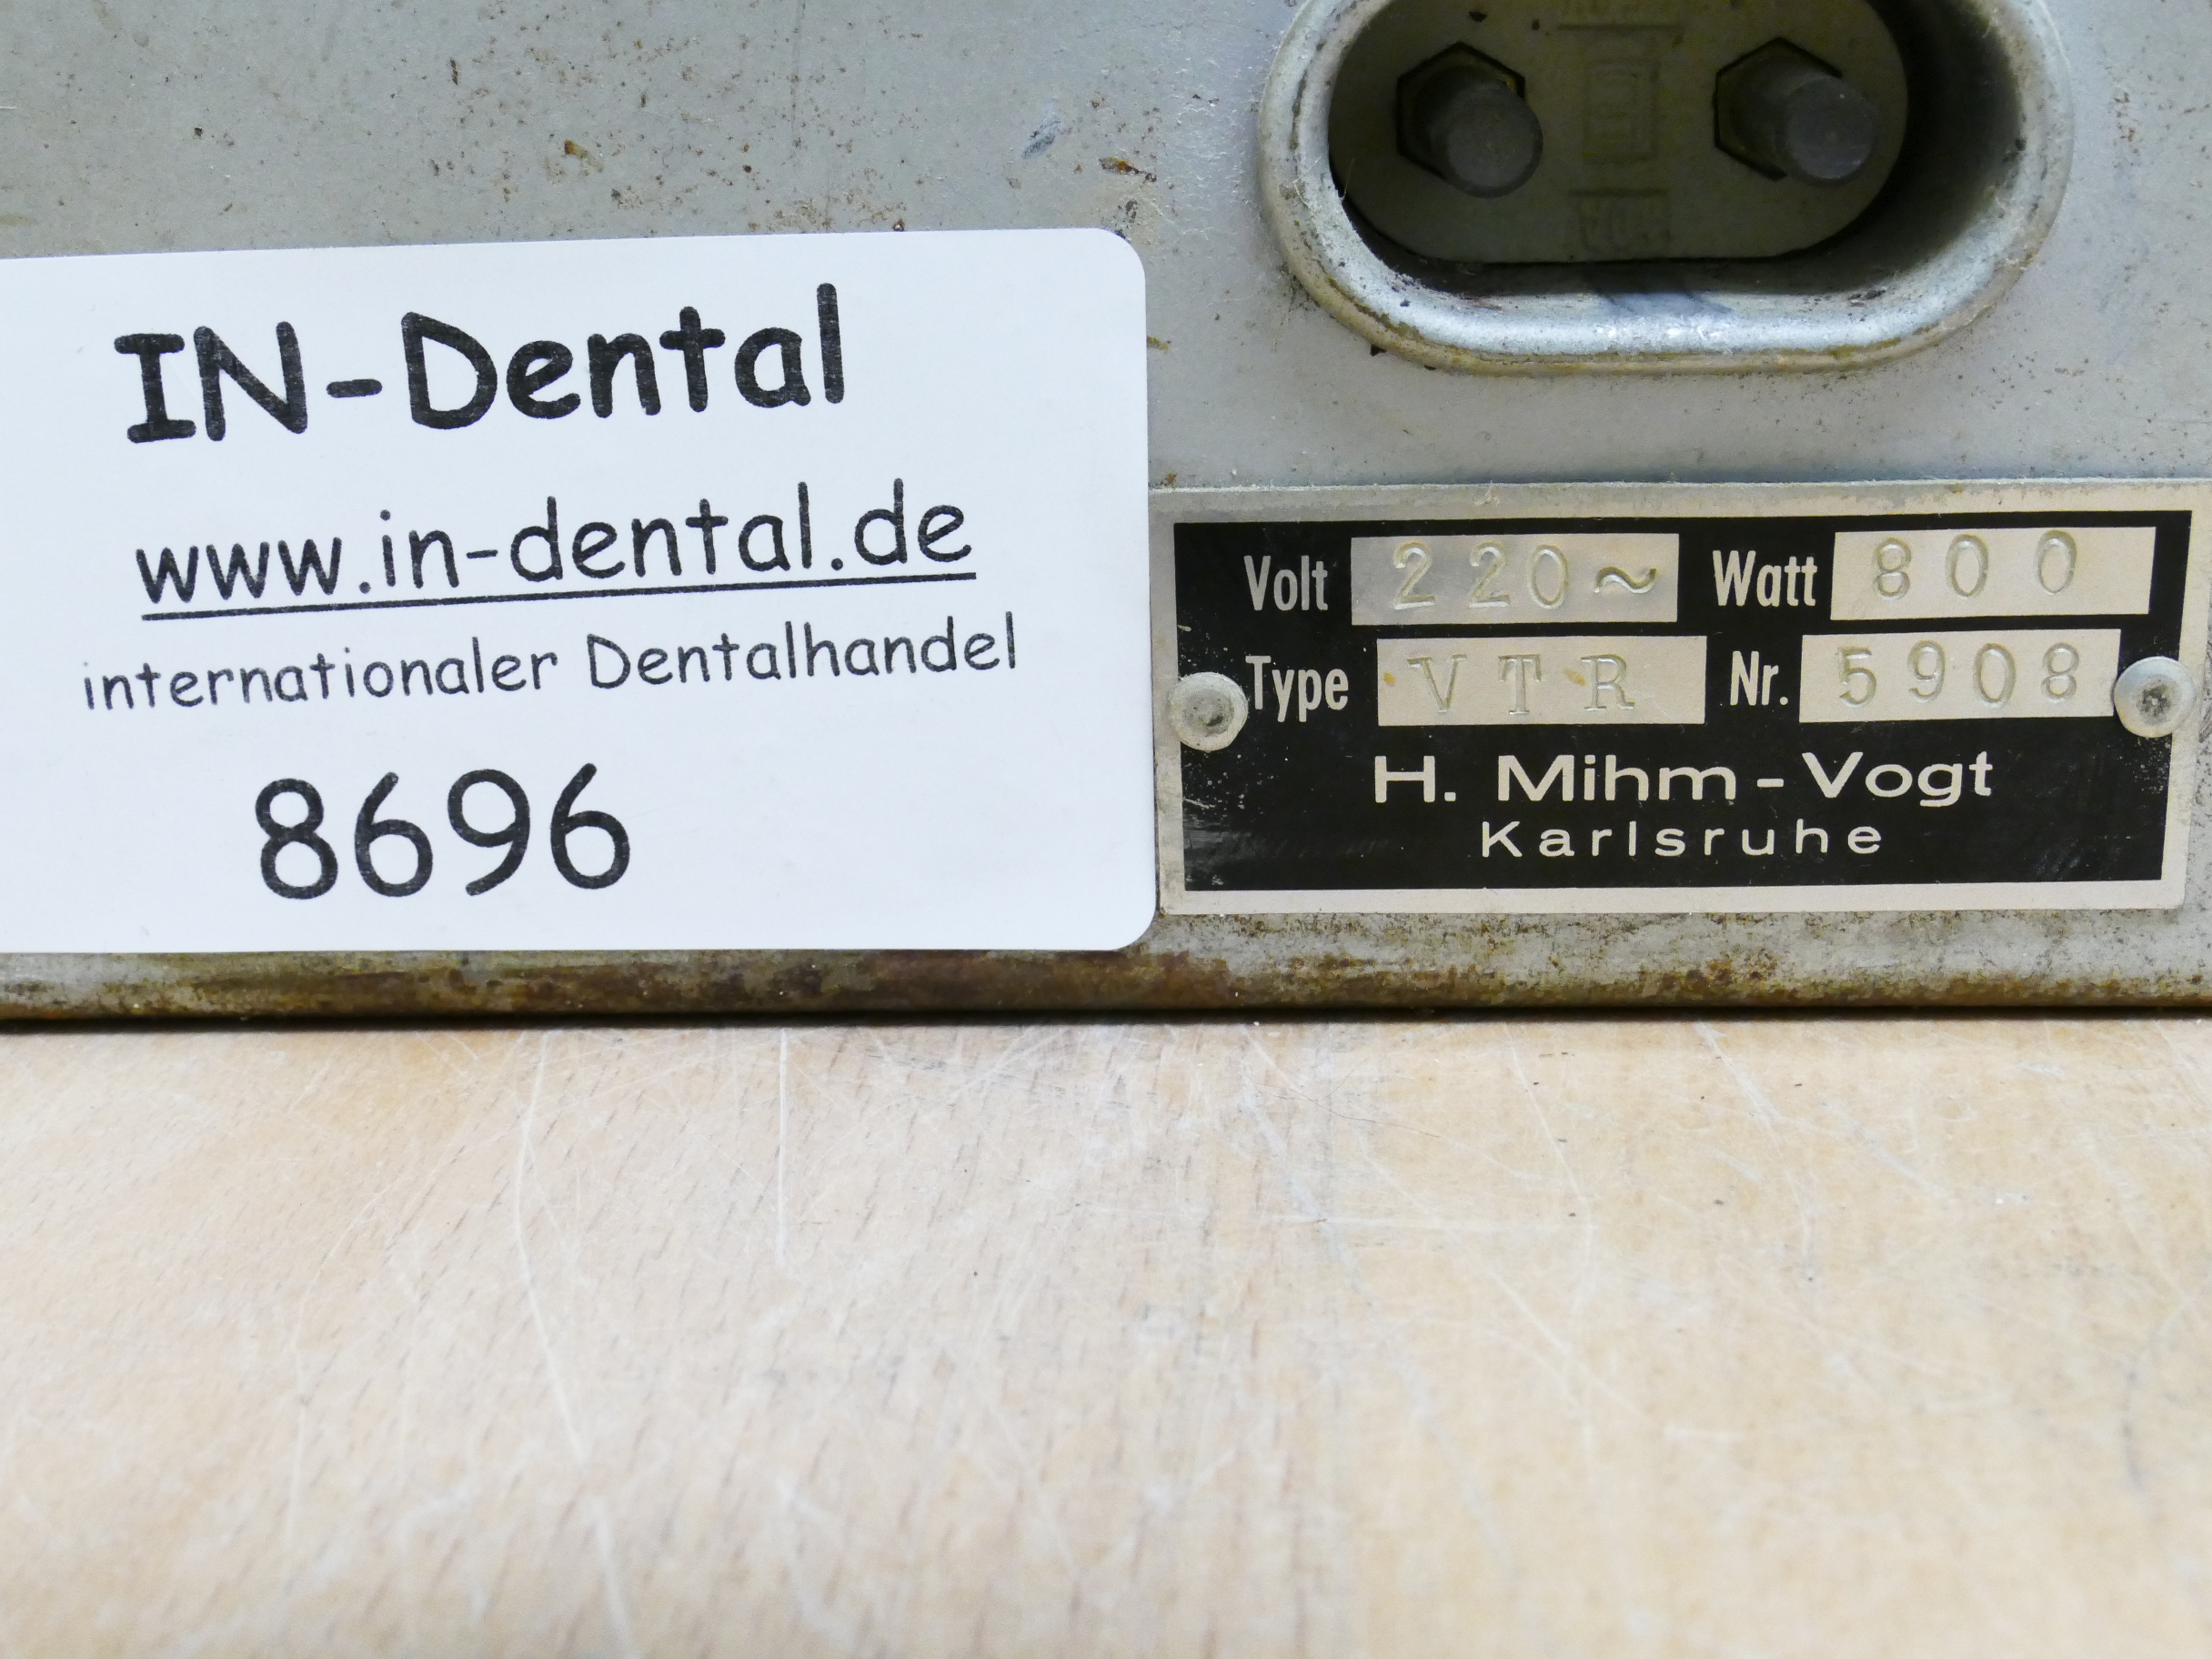 IN-Dental
www.in-dental.de
internationaler Dentalhandel
8696
Volt 220~ Watt 800
Type VTR Nr. 5908
H. Mihm-Vogt
Karlsruhe